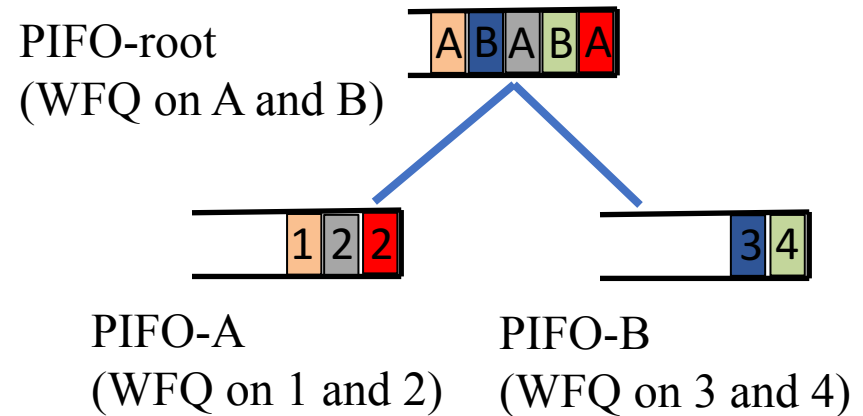 PIFO-root
(WFQ on A and B)
A B A B A
1 2 2
3 4
PIFO-A
(WFQ on 1 and 2)
PIFO-B
(WFQ on 3 and 4)